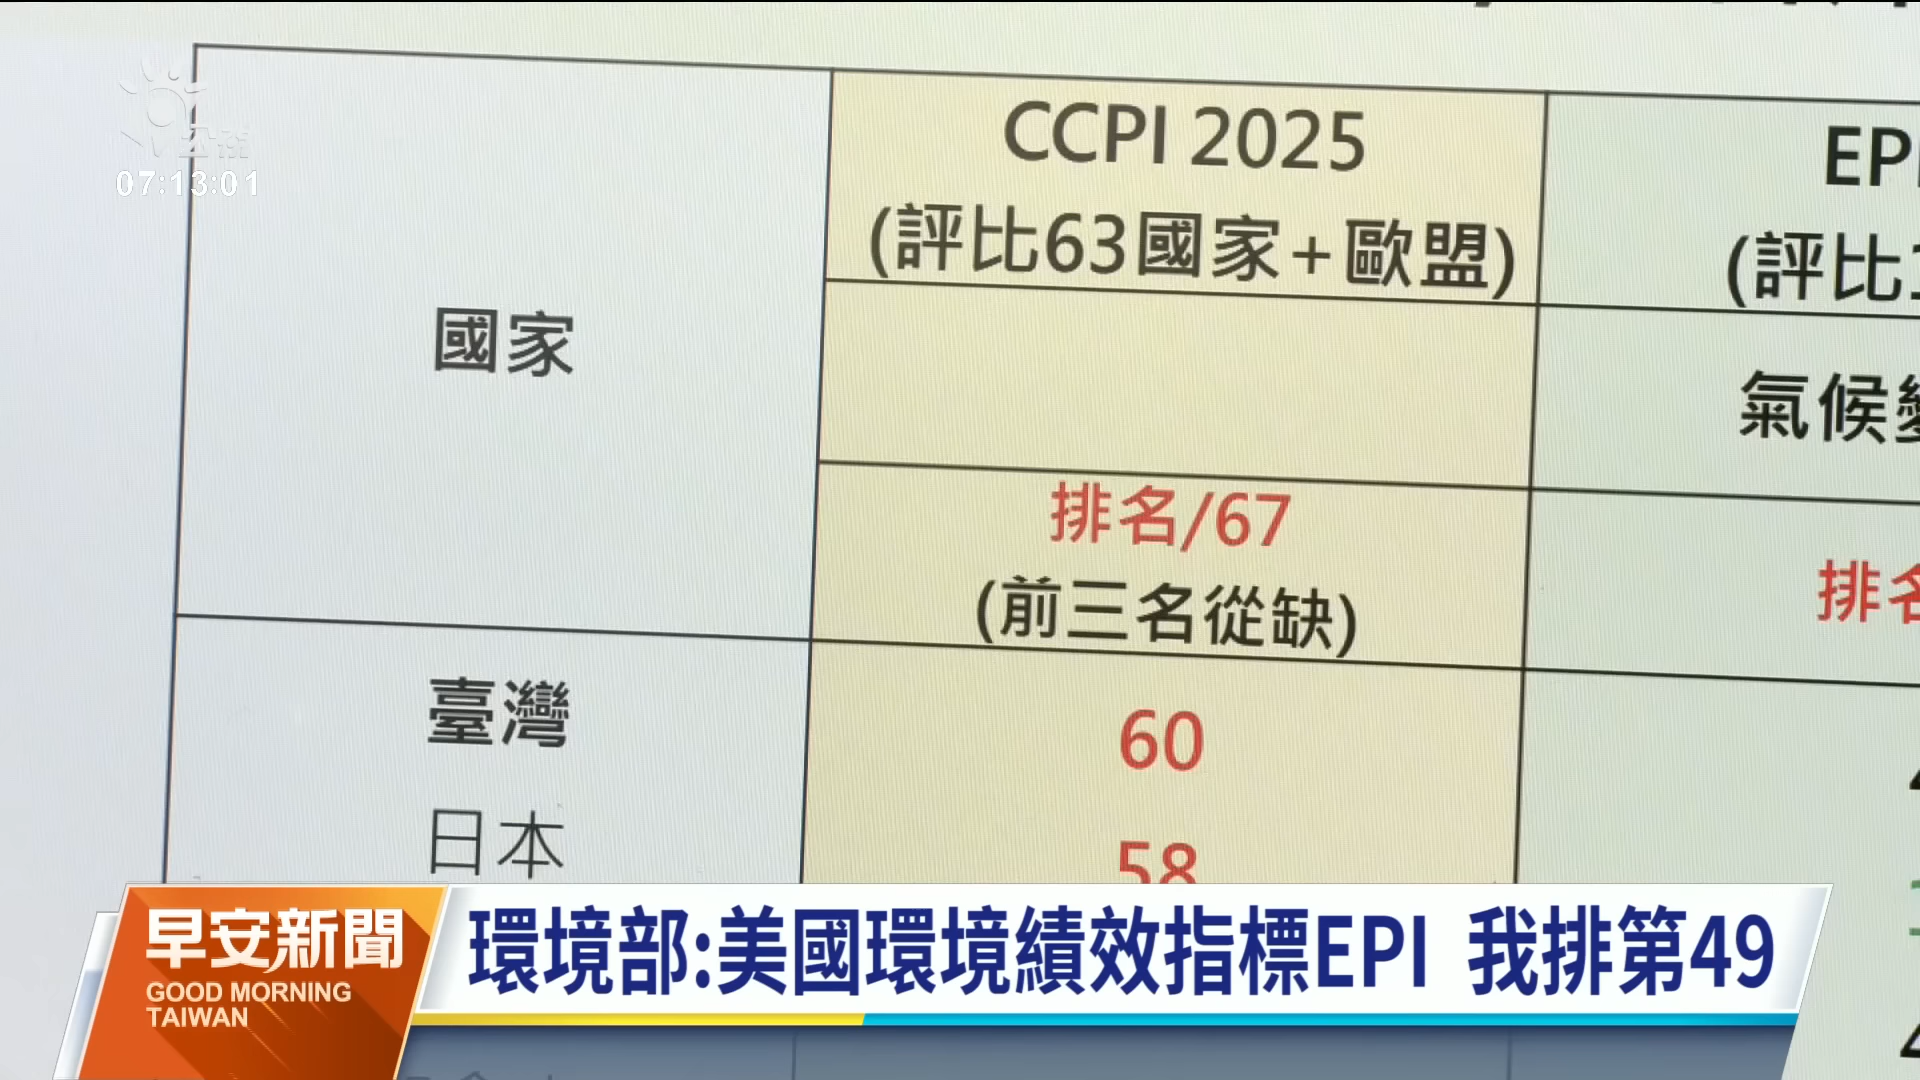 公視
07:13:01
CCPI 2025
(評比63國家+歐盟)
EP
(評比
國家
氣候
排名/67
(前三名從缺)
排名
臺灣
60
日本
58
早安新聞
GOOD MORNING
TAIWAN
環境部:美國環境績效指標EPI 我排第49